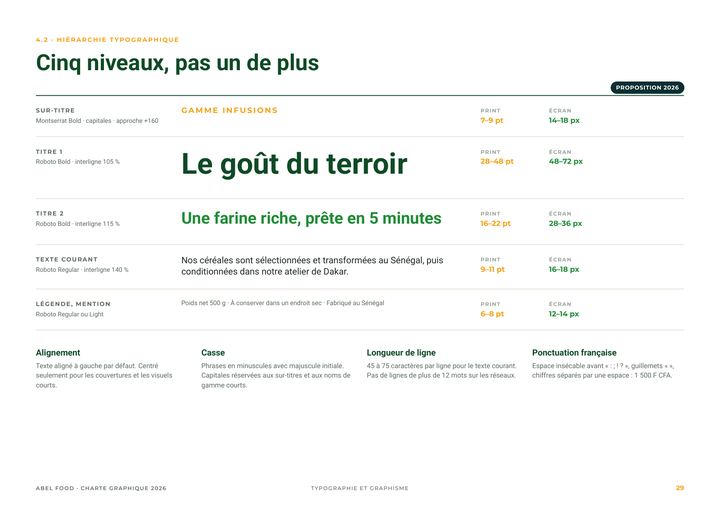 4.2 - HIÉRARCHIE TYPOGRAPHIQUE
Cinq niveaux, pas un de plus
PROPOSITION 2026
SUR-TITRE
Montserrat Bold · capitales · approche +160
GAMME INFUSIONS
PRINT
7–9 pt
ÉCRAN
14–18 px
TITRE 1
Roboto Bold · interligne 105 %
Le goût du terroir
PRINT
28–48 pt
ÉCRAN
48–72 px
TITRE 2
Roboto Bold · interligne 115 %
Une farine riche, prête en 5 minutes
PRINT
16–22 pt
ÉCRAN
28–36 px
TEXTE COURANT
Roboto Regular · interligne 140 %
Nos céréales sont sélectionnées et transformées au Sénégal, puis
conditionnées dans notre atelier de Dakar.
PRINT
9–11 pt
ÉCRAN
16–18 px
LÉGENDE, MENTION
Roboto Regular ou Light
Poids net 500 g · À conserver dans un endroit sec · Fabriqué au Sénégal
PRINT
6–8 pt
ÉCRAN
12–14 px
Alignement
Texte aligné à gauche par défaut. Centré
seulement pour les couvertures et les visuels
courts.
Casse
Phrases en minuscules avec majuscule initiale.
Capitales réservées aux sur-titres et aux noms de
gamme courts.
Longueur de ligne
45 à 75 caractères par ligne pour le texte courant.
Pas de lignes de plus de 12 mots sur les réseaux.
Ponctuation française
Espace insécable avant « : ; ! ? », guillemets « »,
chiffres séparés par une espace : 1 500 F CFA.
ABEL FOOD - CHARTE GRAPHIQUE 2026
TYPOGRAPHIE ET GRAPHISME
29